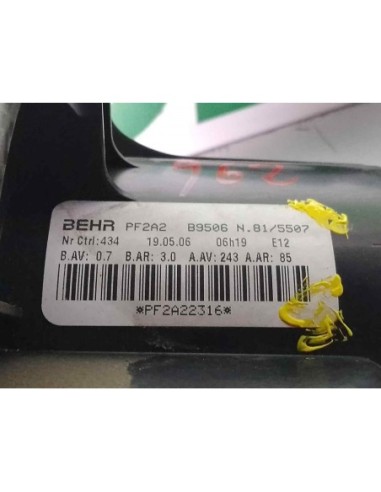 962
BEHR PF2A2 B9506 N.81/5507
Nr Ctrl:434 19.05.06 06h19 E12
B.AV: 0.7 B.AR: 3.0 A.AV: 243 A.AR: 85
*PF2A22316*